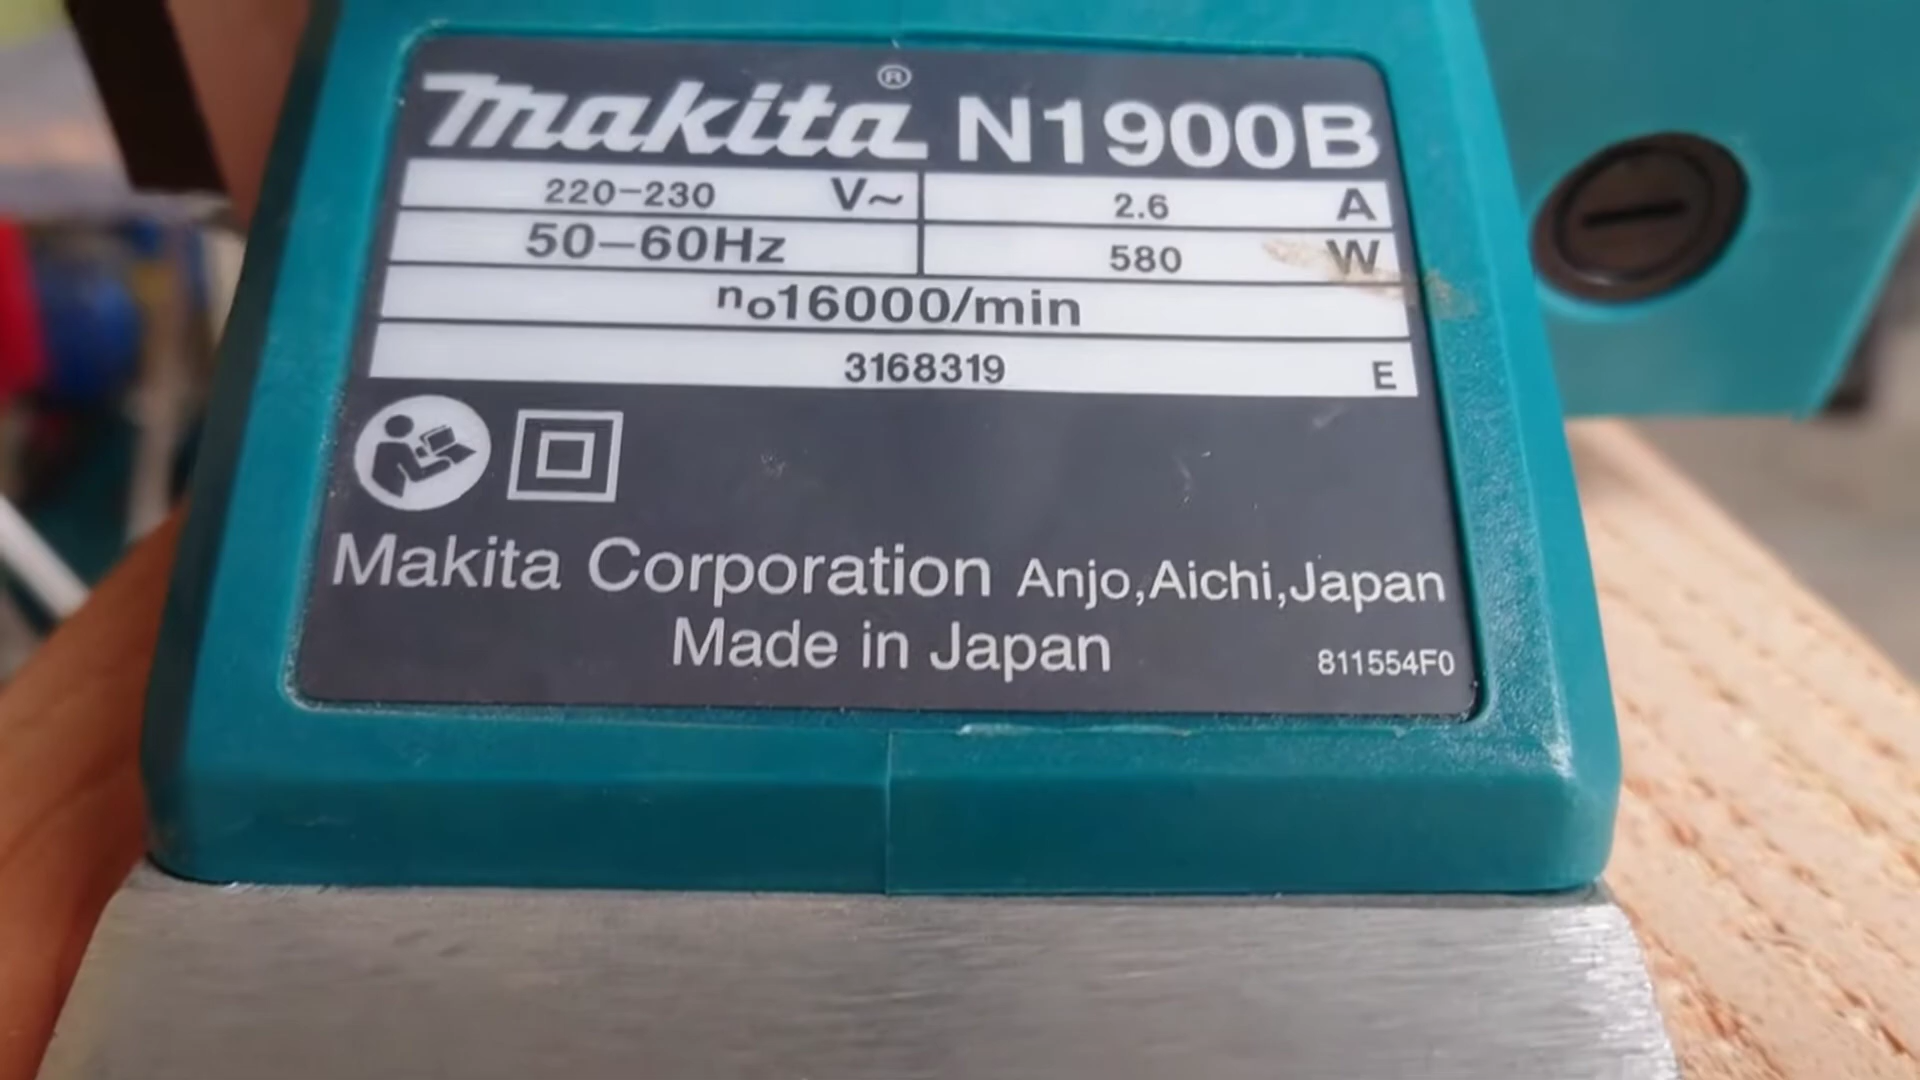 makita® N1900B
220–230 V~ 2.6 A
50–60Hz 580 W
no16000/min
3168319 E
Makita Corporation Anjo,Aichi,Japan
Made in Japan 811554F0